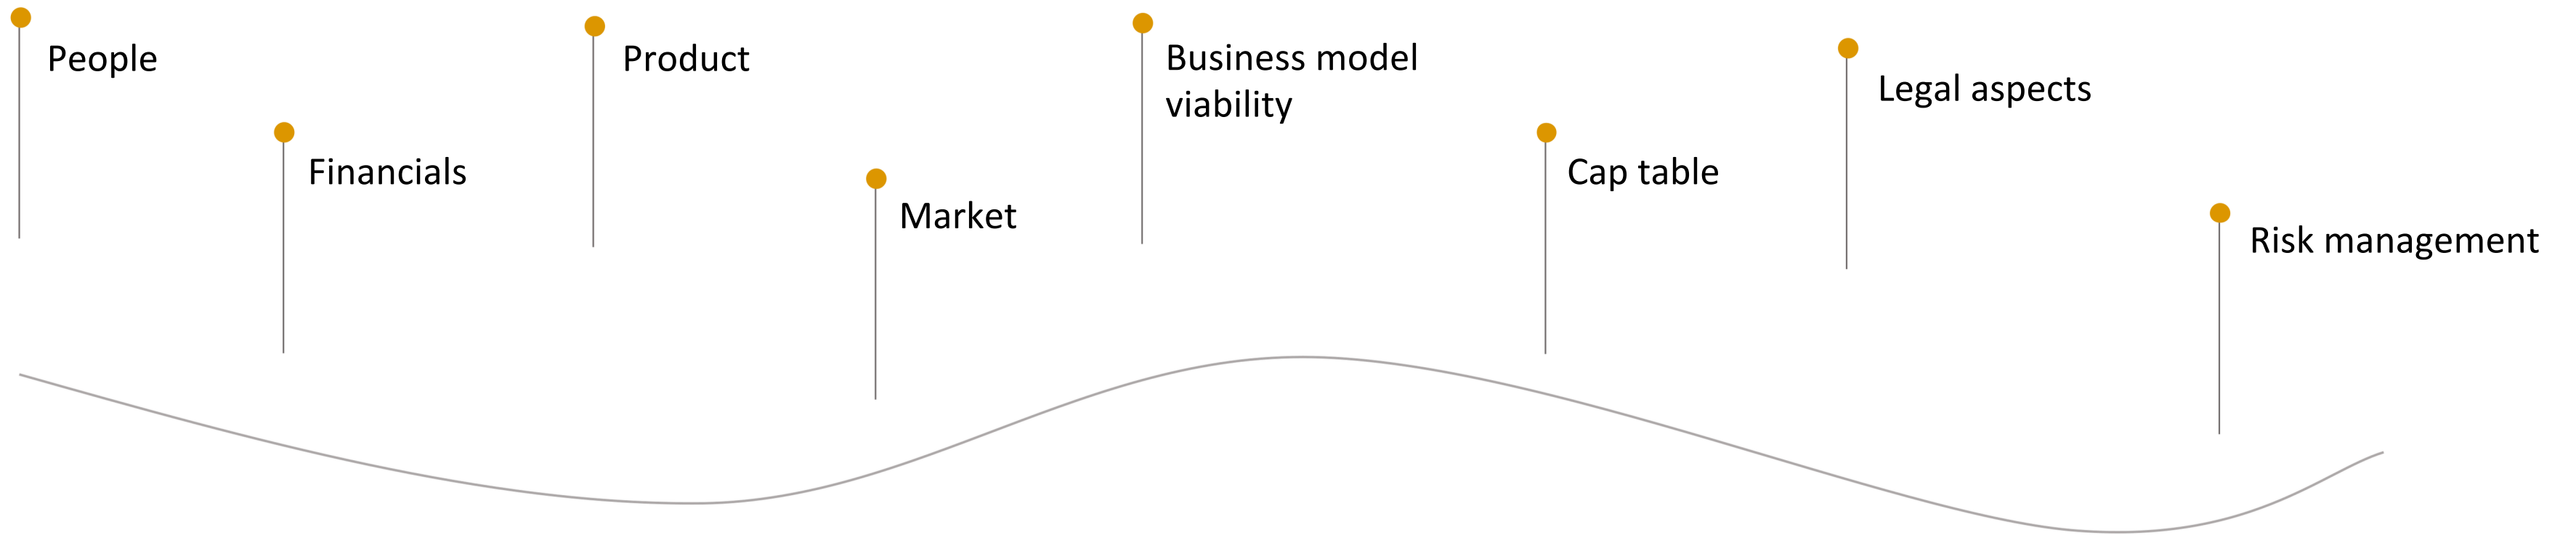 People
Financials
Product
Market
Business model
viability
Cap table
Legal aspects
Risk management